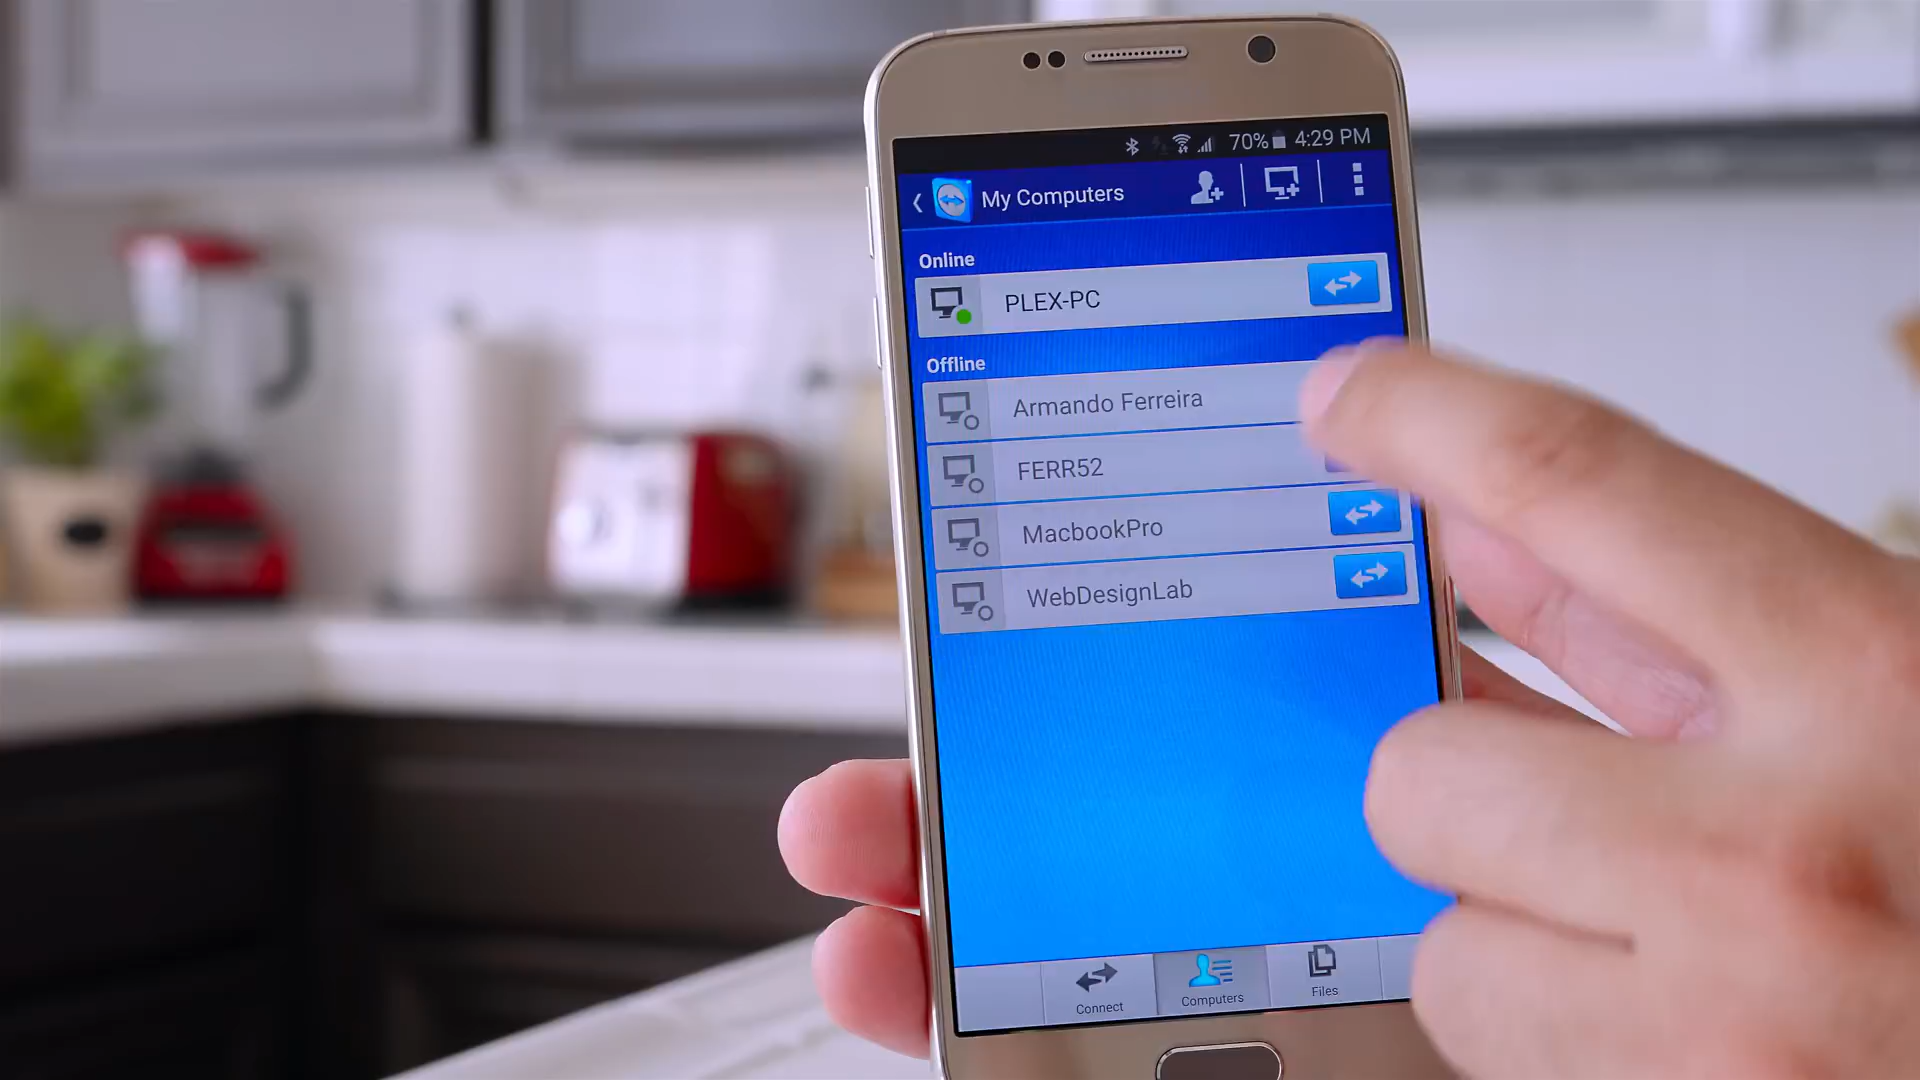 70% 4:29 PM
My Computers
Online
PLEX-PC
Offline
Armando Ferreira
FERR52
MacbookPro
WebDesignLab
Connect
Computers
Files